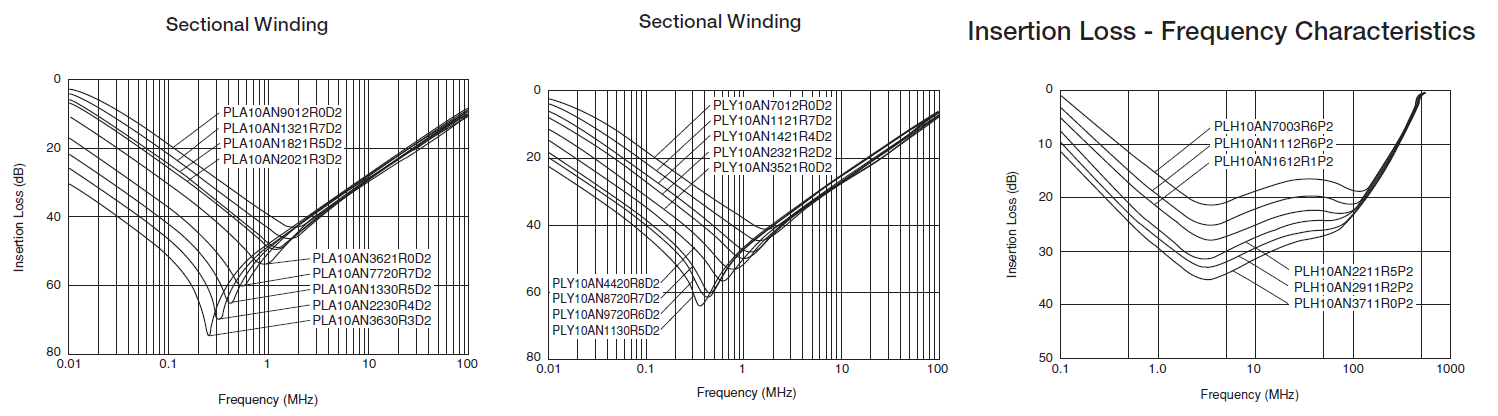 Sectional Winding
0
20
40
60
80
0.01
0.1
1
10
100
Insertion Loss (dB)
Frequency (MHz)
PLA10AN9012R0D2
PLA10AN1321R7D2
PLA10AN1821R5D2
PLA10AN2021R3D2
PLA10AN3621R0D2
PLA10AN7720R7D2
PLA10AN1330R5D2
PLA10AN2230R4D2
PLA10AN3630R3D2
Sectional Winding
0
20
40
60
80
0.01
0.1
1
10
100
Insertion Loss (dB)
Frequency (MHz)
PLY10AN7012R0D2
PLY10AN1121R7D2
PLY10AN1421R4D2
PLY10AN2321R2D2
PLY10AN3521R0D2
PLY10AN4420R8D2
PLY10AN8720R7D2
PLY10AN9720R6D2
PLY10AN1130R5D2
Insertion Loss - Frequency Characteristics
0
10
20
30
40
50
0.1
1.0
10
100
1000
Insertion Loss (dB)
Frequency (MHz)
PLH10AN7003R6P2
PLH10AN1112R6P2
PLH10AN1612R1P2
PLH10AN2211R5P2
PLH10AN2911R2P2
PLH10AN3711R0P2